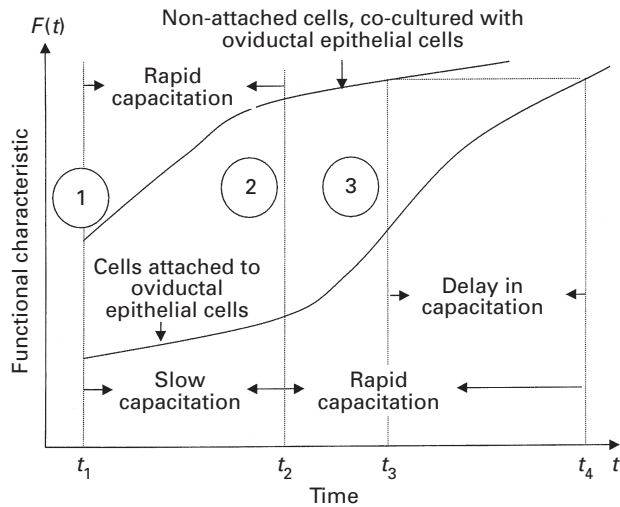 F(t)
Non-attached cells, co-cultured with
oviductal epithelial cells
Rapid
capacitation
Functional characteristic
1
2
3
Cells attached to
oviductal
epithelial cells
Delay in
capacitation
Slow
capacitation
Rapid
capacitation
t1
t2
t3
t4
t
Time